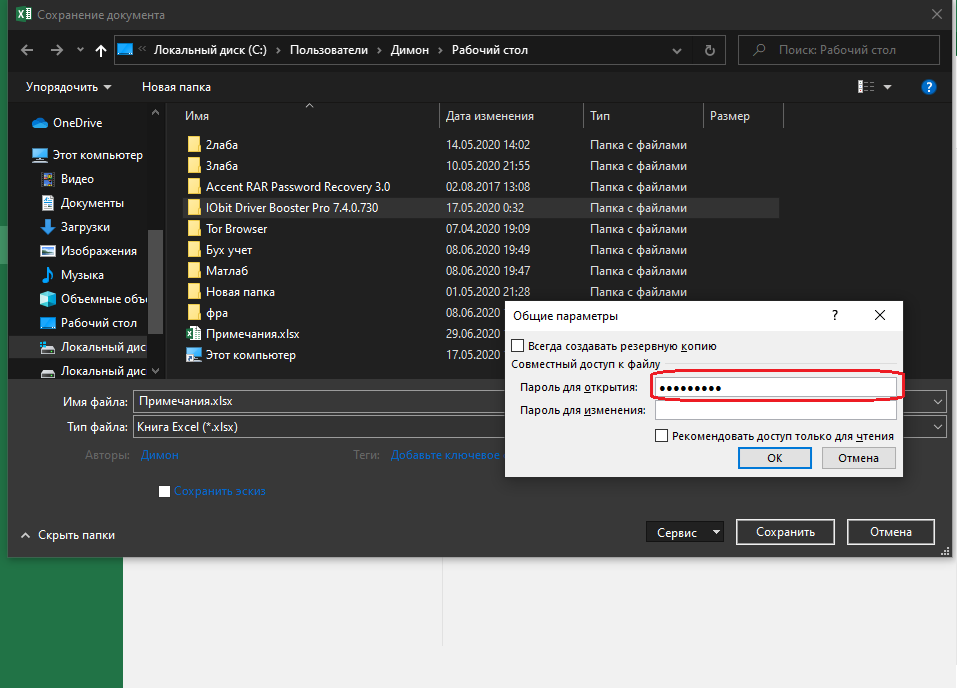 Сохранение документа
Локальный диск (C:) › Пользователи › Димон › Рабочий стол
Поиск: Рабочий стол
Упорядочить
Новая папка
?
Имя
Дата изменения
Тип
Размер
OneDrive
Этот компьютер
Видео
Документы
Загрузки
Изображения
Музыка
Объемные объ
Рабочий стол
Локальный дис
Локальный дис
2лаба 14.05.2020 14:02 Папка с файлами
3лаба 10.05.2020 21:55 Папка с файлами
Accent RAR Password Recovery 3.0 02.08.2017 13:08 Папка с файлами
IObit Driver Booster Pro 7.4.0.730 17.05.2020 0:32 Папка с файлами
Tor Browser 07.04.2020 19:09 Папка с файлами
Бух учет 08.06.2020 19:49 Папка с файлами
Матлаб 08.06.2020 19:47 Папка с файлами
Новая папка 01.05.2020 21:28 Папка с файлами
фра 08.06.2020
Примечания.xlsx 29.06.2020
Этот компьютер 17.05.2020
Общие параметры
?
Всегда создавать резервную копию
Совместный доступ к файлу
Пароль для открытия: •••••••••
Пароль для изменения:
Рекомендовать доступ только для чтения
ОК
Отмена
Имя файла: Примечания.xlsx
Тип файла: Книга Excel (*.xlsx)
Авторы: Димон
Теги: Добавьте ключевое
Сохранить эскиз
Скрыть папки
Сервис
Сохранить
Отмена